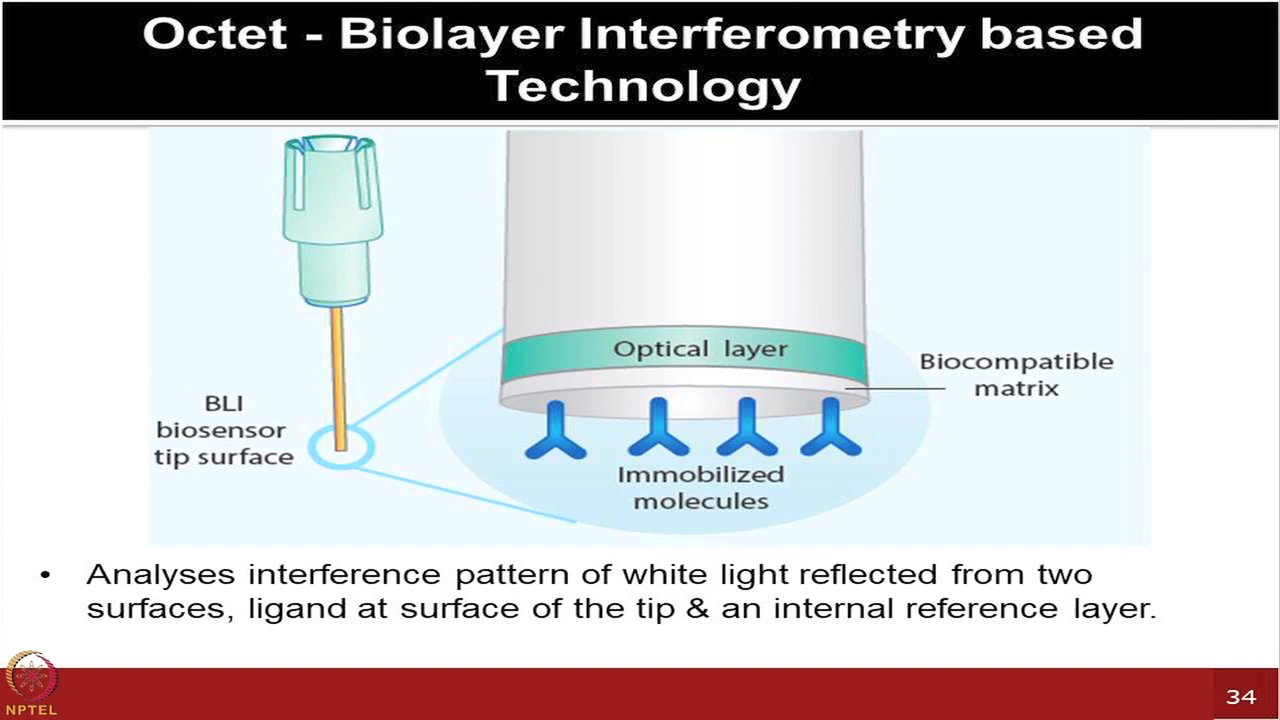 Octet - Biolayer Interferometry based
Technology
Optical layer
Biocompatible
matrix
BLI
biosensor
tip surface
Immobilized
molecules
• Analyses interference pattern of white light reflected from two
surfaces, ligand at surface of the tip & an internal reference layer.
NPTEL
34